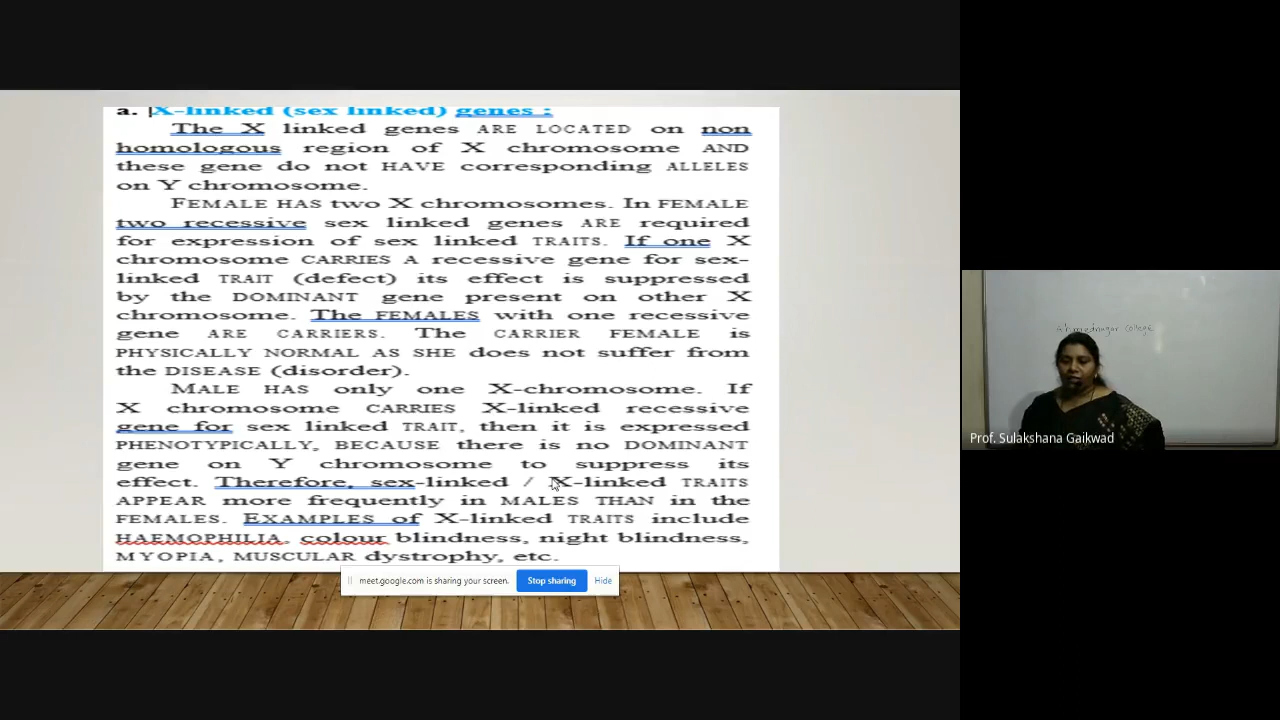 a. X-linked (sex linked) genes :
The X linked genes ARE LOCATED on non
homologous region of X chromosome AND
these gene do not HAVE corresponding ALLELES
on Y chromosome.
FEMALE HAS two X chromosomes. In FEMALE
two recessive sex linked genes ARE required
for expression of sex linked TRAITS. If one X
chromosome CARRIES A recessive gene for sex-
linked TRAIT (defect) its effect is suppressed
by the DOMINANT gene present on other X
chromosome. The FEMALES with one recessive
gene ARE CARRIERS. The CARRIER FEMALE is
PHYSICALLY NORMAL AS SHE does not suffer from
the DISEASE (disorder).
MALE HAS only one X-chromosome. If
X chromosome CARRIES X-linked recessive
gene for sex linked TRAIT, then it is expressed
PHENOTYPICALLY, BECAUSE there is no DOMINANT
gene on Y chromosome to suppress its
effect. Therefore, sex-linked / X-linked TRAITS
APPEAR more frequently in MALES THAN in the
FEMALES. EXAMPLES of X-linked TRAITS include
HAEMOPHILIA, colour blindness, night blindness,
MYOPIA, MUSCULAR dystrophy, etc.
meet.google.com is sharing your screen. Stop sharing Hide
Ahmednagar College
Prof. Sulakshana Gaikwad